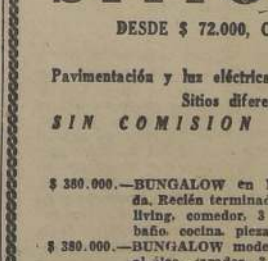 DESDE $ 72.000,
Pavimentación y luz eléctrica
Sitios difere
SIN COMISION
$ 380.000.—BUNGALOW en
da. Recién terminad
living, comedor, 3
baño, cocina, pieza
$ 380.000.—BUNGALOW mode